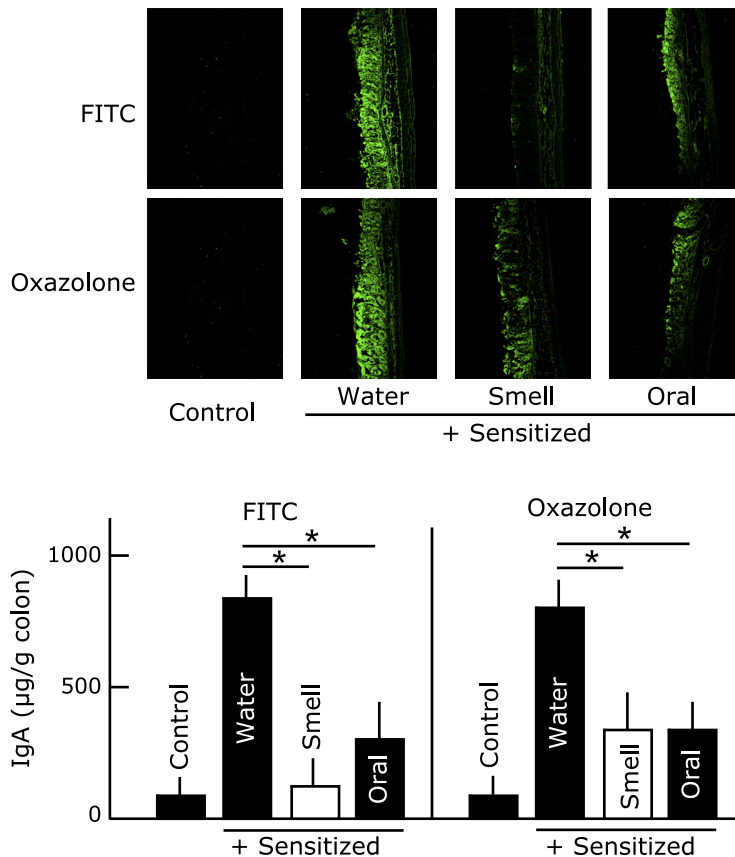 FITC
Oxazolone
Control
Water Smell Oral
+ Sensitized
FITC Oxazolone
IgA (µg/g colon)
1000
500
0
* *
* *
Control
Water
Smell
Oral
+ Sensitized
Control
Water
Smell
Oral
+ Sensitized